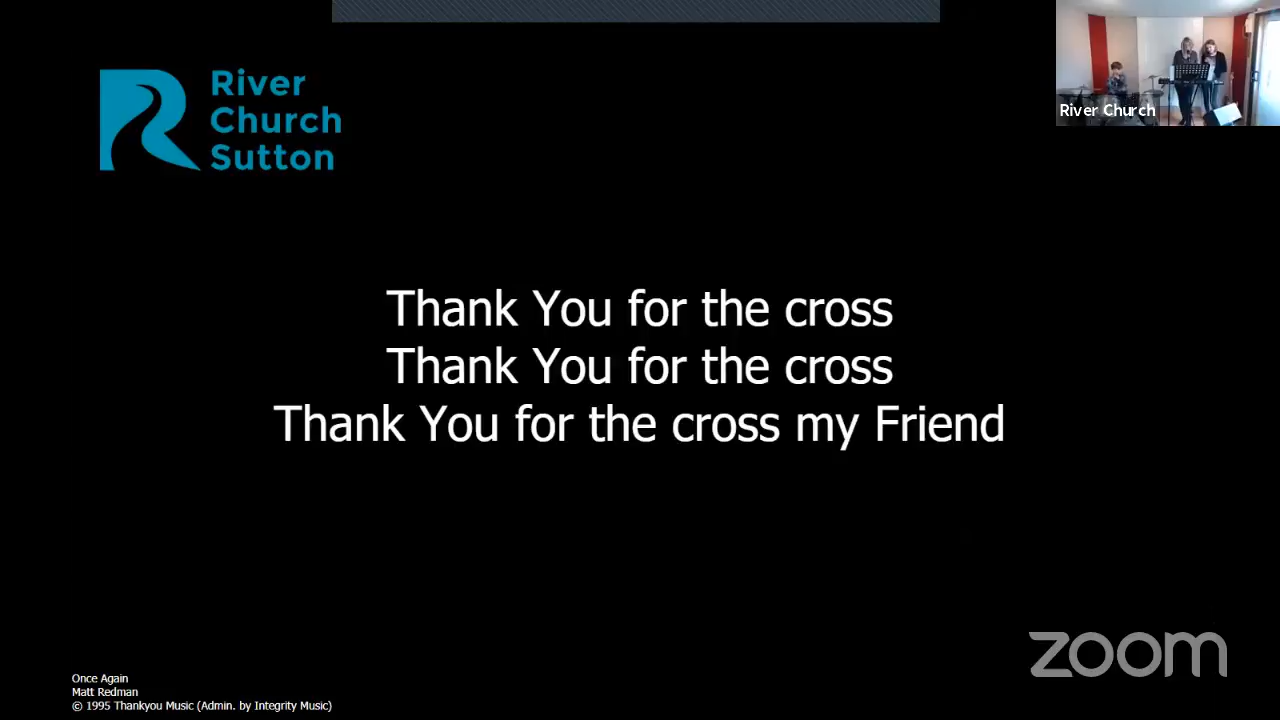 River
Church
Sutton
River Church
Thank You for the cross
Thank You for the cross
Thank You for the cross my Friend
zoom
Once Again
Matt Redman
© 1995 Thankyou Music (Admin. by Integrity Music)